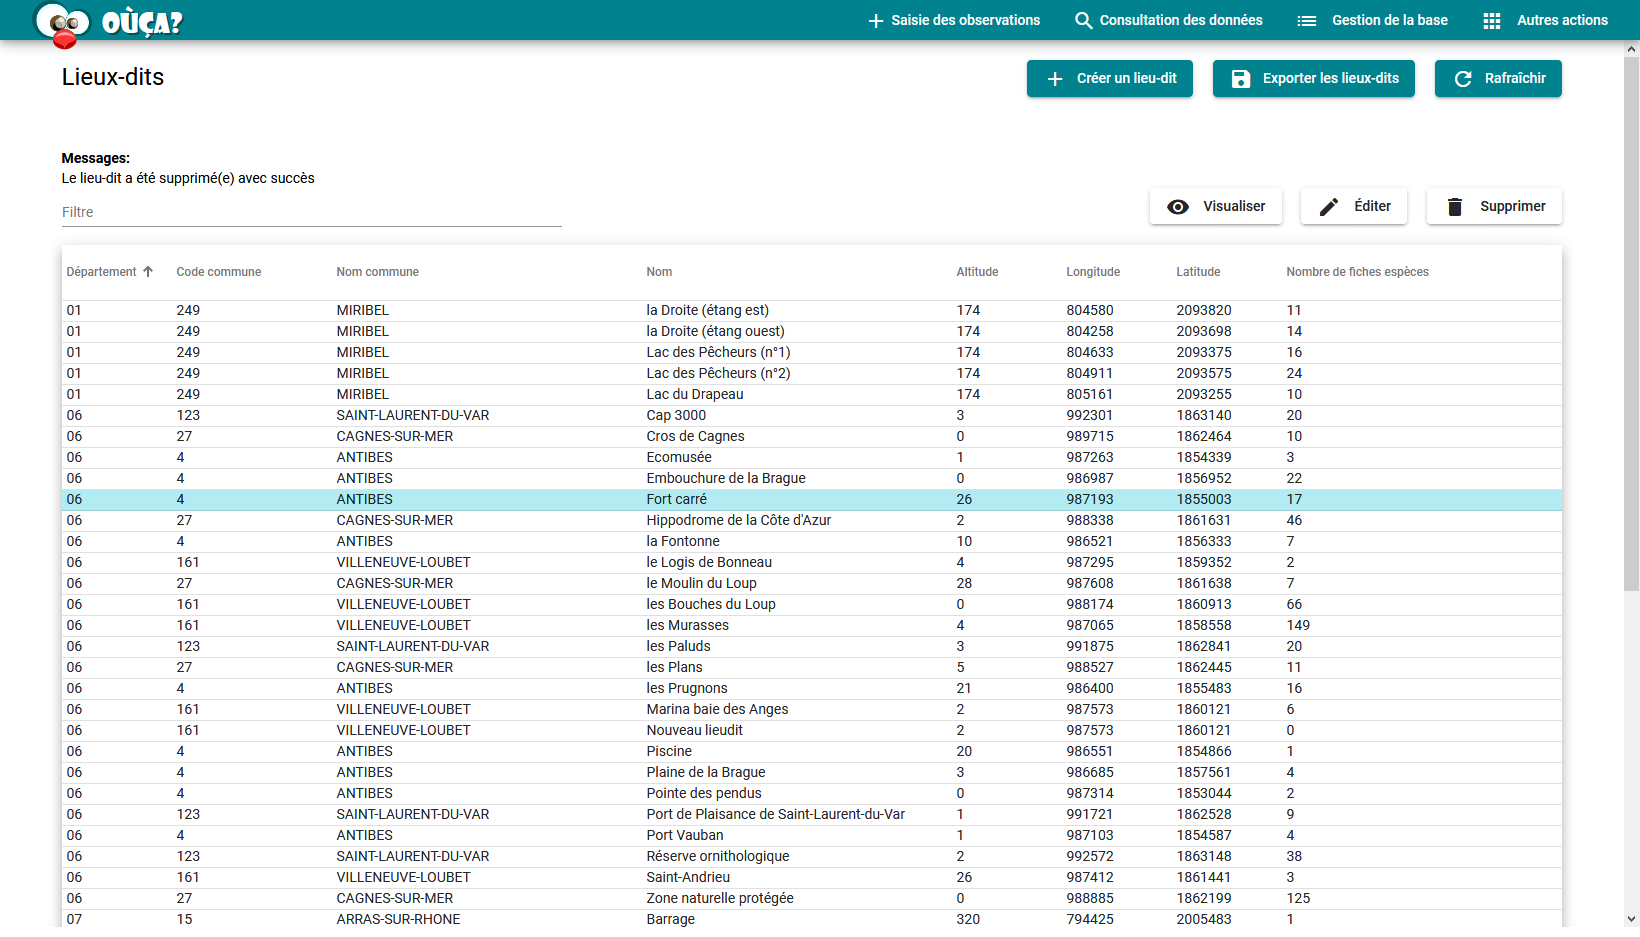 OÙÇA?
Saisie des observations
Consultation des données
Gestion de la base
Autres actions
Lieux-dits
Créer un lieu-dit
Exporter les lieux-dits
Rafraîchir
Messages:
Le lieu-dit a été supprimé(e) avec succès
Filtre
Visualiser
Éditer
Supprimer
Département Code commune Nom commune Nom Altitude Longitude Latitude Nombre de fiches espèces
01 249 MIRIBEL la Droite (étang est) 174 804580 2093820 11
01 249 MIRIBEL la Droite (étang ouest) 174 804258 2093698 14
01 249 MIRIBEL Lac des Pêcheurs (n°1) 174 804633 2093375 16
01 249 MIRIBEL Lac des Pêcheurs (n°2) 174 804911 2093575 24
01 249 MIRIBEL Lac du Drapeau 174 805161 2093255 10
06 123 SAINT-LAURENT-DU-VAR Cap 3000 3 992301 1863140 20
06 27 CAGNES-SUR-MER Cros de Cagnes 0 989715 1862464 10
06 4 ANTIBES Ecomusée 1 987263 1854339 3
06 4 ANTIBES Embouchure de la Brague 0 986987 1856952 22
06 4 ANTIBES Fort carré 26 987193 1855003 17
06 27 CAGNES-SUR-MER Hippodrome de la Côte d'Azur 2 988338 1861631 46
06 4 ANTIBES la Fontonne 10 986521 1856333 7
06 161 VILLENEUVE-LOUBET le Logis de Bonneau 4 987295 1859352 2
06 27 CAGNES-SUR-MER le Moulin du Loup 28 987608 1861638 7
06 161 VILLENEUVE-LOUBET les Bouches du Loup 0 988174 1860913 66
06 161 VILLENEUVE-LOUBET les Murasses 4 987065 1858558 149
06 123 SAINT-LAURENT-DU-VAR les Paluds 3 991875 1862841 20
06 27 CAGNES-SUR-MER les Plans 5 988527 1862445 11
06 4 ANTIBES les Prugnons 21 986400 1855483 16
06 161 VILLENEUVE-LOUBET Marina baie des Anges 2 987573 1860121 6
06 161 VILLENEUVE-LOUBET Nouveau lieudit 2 987573 1860121 0
06 4 ANTIBES Piscine 20 986551 1854866 1
06 4 ANTIBES Plaine de la Brague 3 986685 1857561 4
06 4 ANTIBES Pointe des pendus 0 987314 1853044 2
06 123 SAINT-LAURENT-DU-VAR Port de Plaisance de Saint-Laurent-du-Var 1 991721 1862528 9
06 4 ANTIBES Port Vauban 1 987103 1854587 4
06 123 SAINT-LAURENT-DU-VAR Réserve ornithologique 2 992572 1863148 38
06 161 VILLENEUVE-LOUBET Saint-Andrieu 26 987412 1861441 3
06 27 CAGNES-SUR-MER Zone naturelle protégée 0 988885 1862199 125
07 15 ARRAS-SUR-RHONE Barrage 320 794425 2005483 1